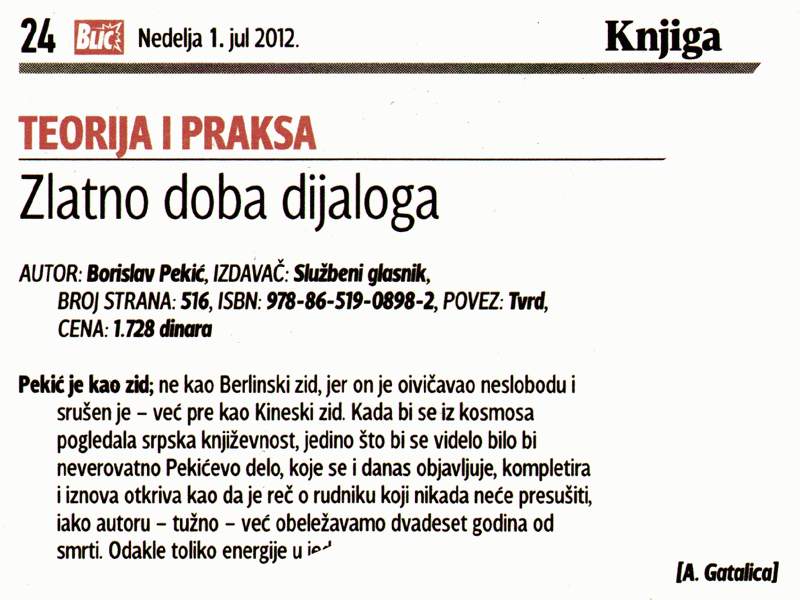 24 Blic Nedelja 1. jul 2012. Knjiga
TEORIJA I PRAKSA
Zlatno doba dijaloga
AUTOR: Borislav Pekić, IZDAVAČ: Službeni glasnik,
BROJ STRANA: 516, ISBN: 978-86-519-0898-2, POVEZ: Tvrd,
CENA: 1.728 dinara
Pekić je kao zid; ne kao Berlinski zid, jer on je oivičavao neslobodu i
srušen je – već pre kao Kineski zid. Kada bi se iz kosmosa
pogledala srpska književnost, jedino što bi se videlo bilo bi
neverovatno Pekićevo delo, koje se i danas objavljuje, kompletira
i iznova otkriva kao da je reč o rudniku koji nikada neće presušiti,
iako autoru – tužno – već obeležavamo dvadeset godina od
smrti. Odakle toliko energije u
[A. Gatalica]